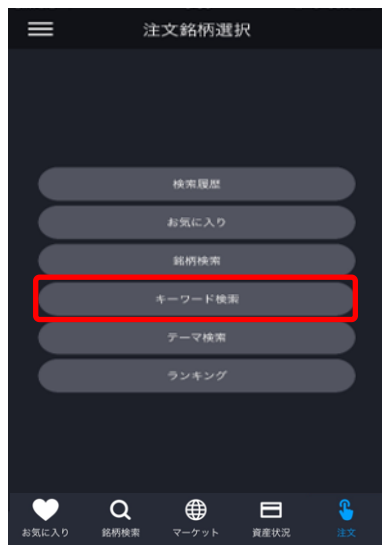 注文銘柄選択
検索履歴
お気に入り
銘柄検索
キーワード検索
テーマ検索
ランキング
お気に入り
銘柄検索
マーケット
資産状況
注文